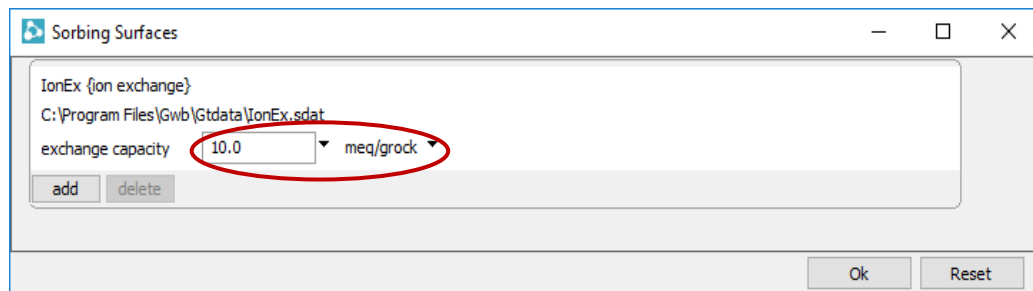 Sorbing Surfaces
IonEx {ion exchange}
C:\Program Files\Gwb\Gtdata\IonEx.sdat
exchange capacity 10.0 meq/grock
add delete
Ok Reset